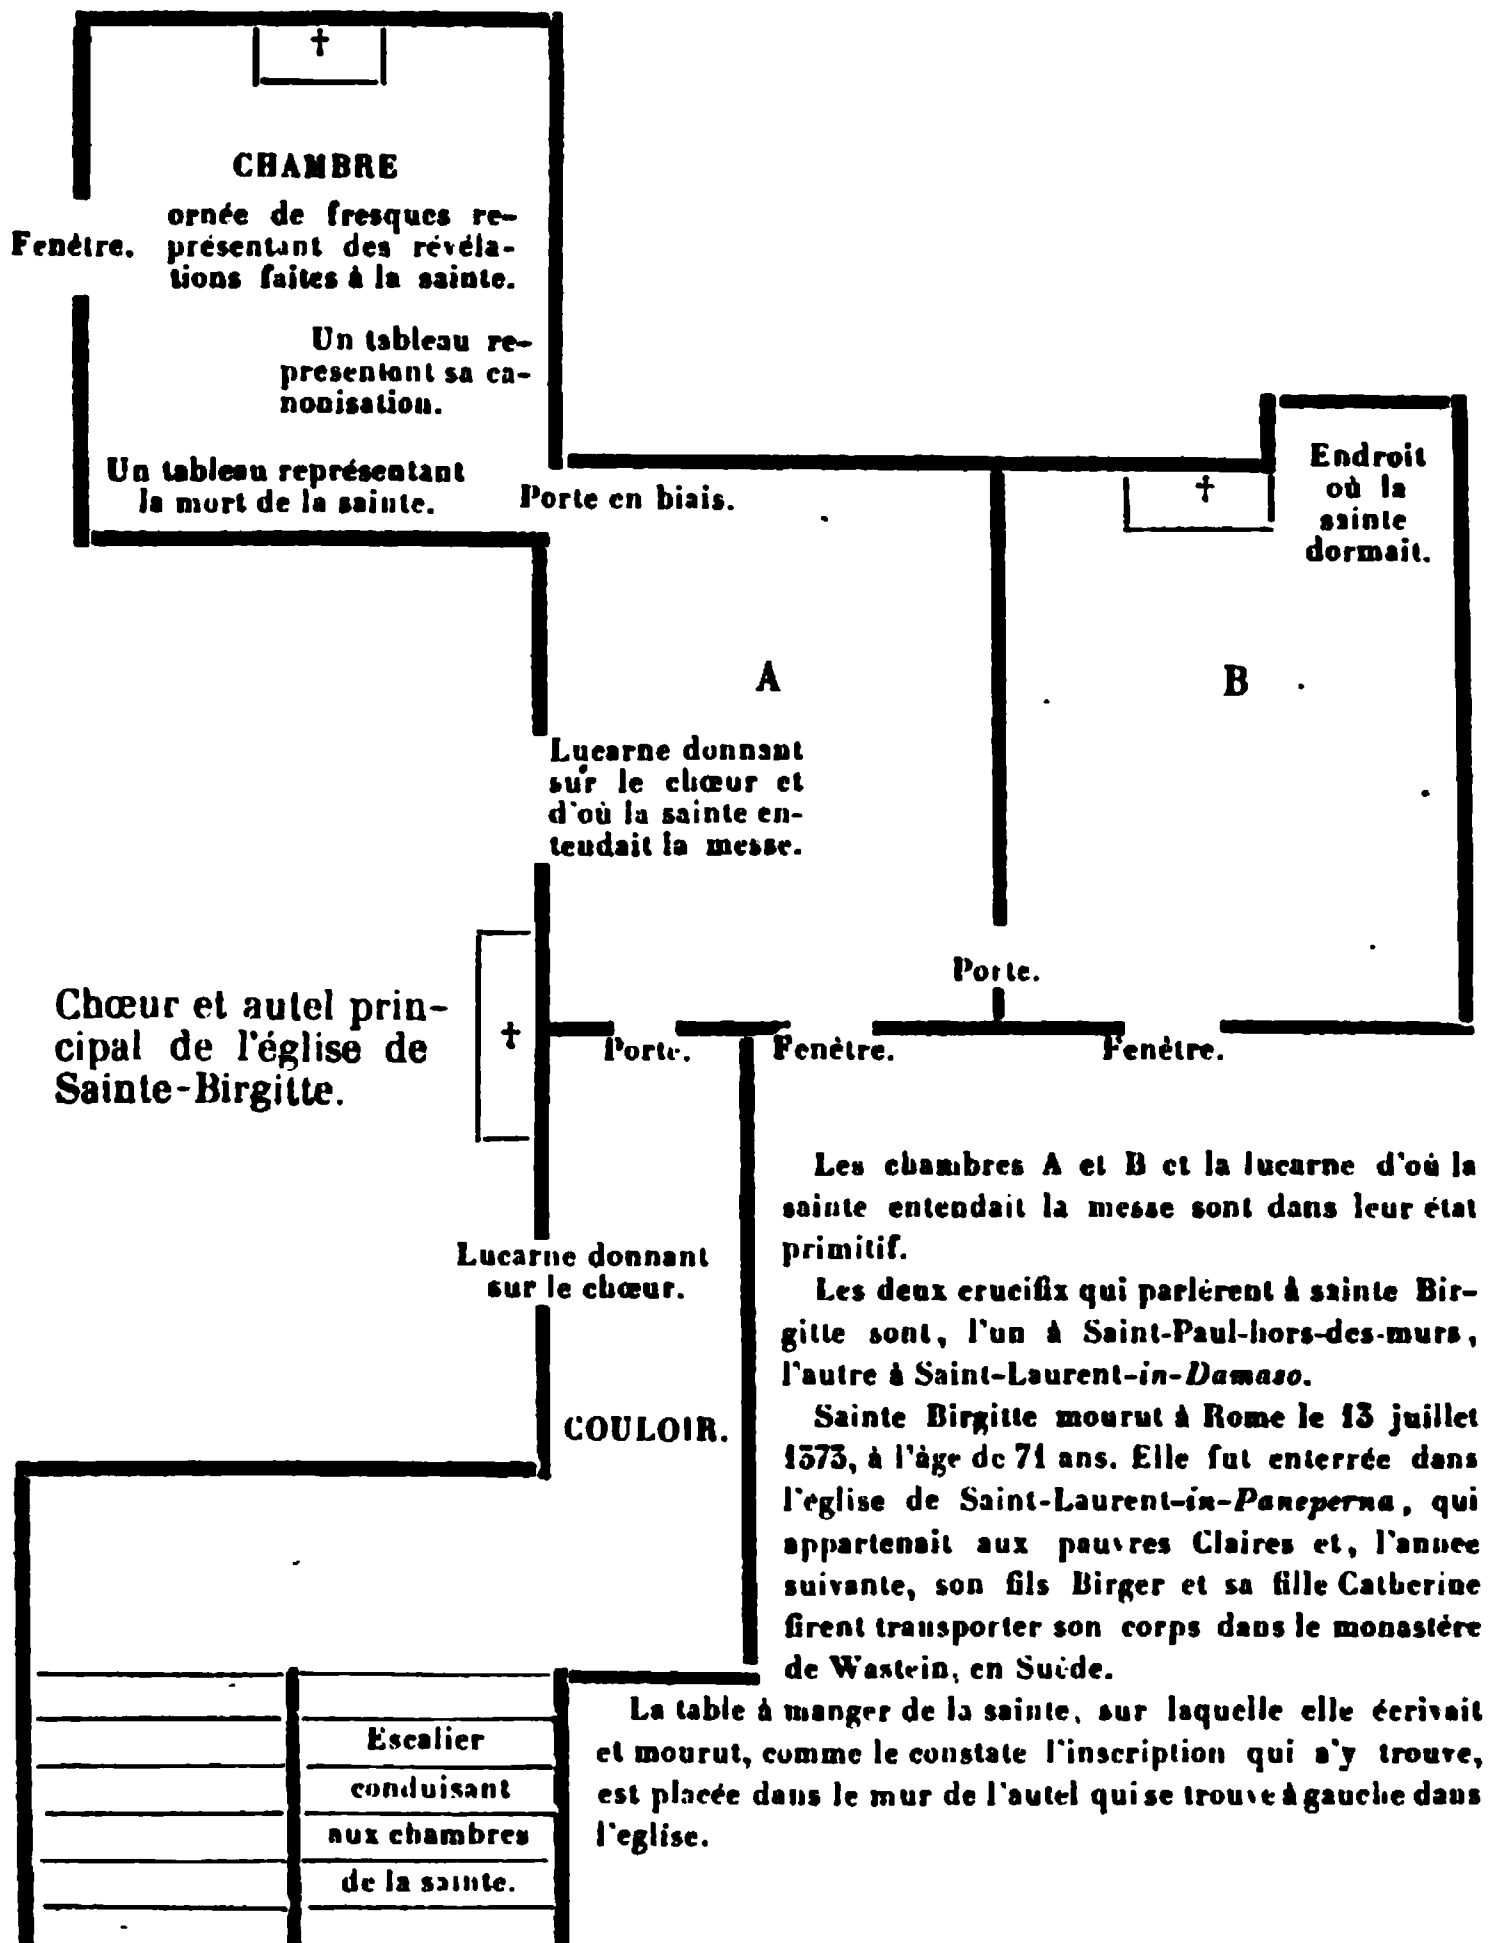 †
CHAMBRE
ornée de fresques re-
présentant des révéla-
tions faites à la sainte.
Fenêtre.
Un tableau re-
présentant sa ca-
nonisation.
Un tableau représentant
la mort de la sainte.
Porte en biais.
†
Endroit
où la
sainte
dormait.
A
B
Lucarne donnant
sur le chœur et
d'où la sainte en-
tendait la messe.
Porte.
Chœur et autel prin-
cipal de l'église de
Sainte-Birgitte.
†
Porte.
Fenêtre.
Fenêtre.
Lucarne donnant
sur le chœur.
COULOIR.
Les chambres A et B et la lucarne d'où la
sainte entendait la messe sont dans leur état
primitif.
Les deux crucifix qui parlèrent à sainte Bir-
gitte sont, l'un à Saint-Paul-hors-des-murs,
l'autre à Saint-Laurent-in-Damaso.
Sainte Birgitte mourut à Rome le 13 juillet
1373, à l'âge de 71 ans. Elle fut enterrée dans
l'église de Saint-Laurent-in-Paneperna, qui
appartenait aux pauvres Claires et, l'année
suivante, son fils Birger et sa fille Catherine
firent transporter son corps dans le monastère
de Wastein, en Suède.
La table à manger de la sainte, sur laquelle elle écrivait
et mourut, comme le constate l'inscription qui s'y trouve,
est placée dans le mur de l'autel qui se trouve à gauche dans
l'eglise.
Escalier
conduisant
aux chambres
de la sainte.